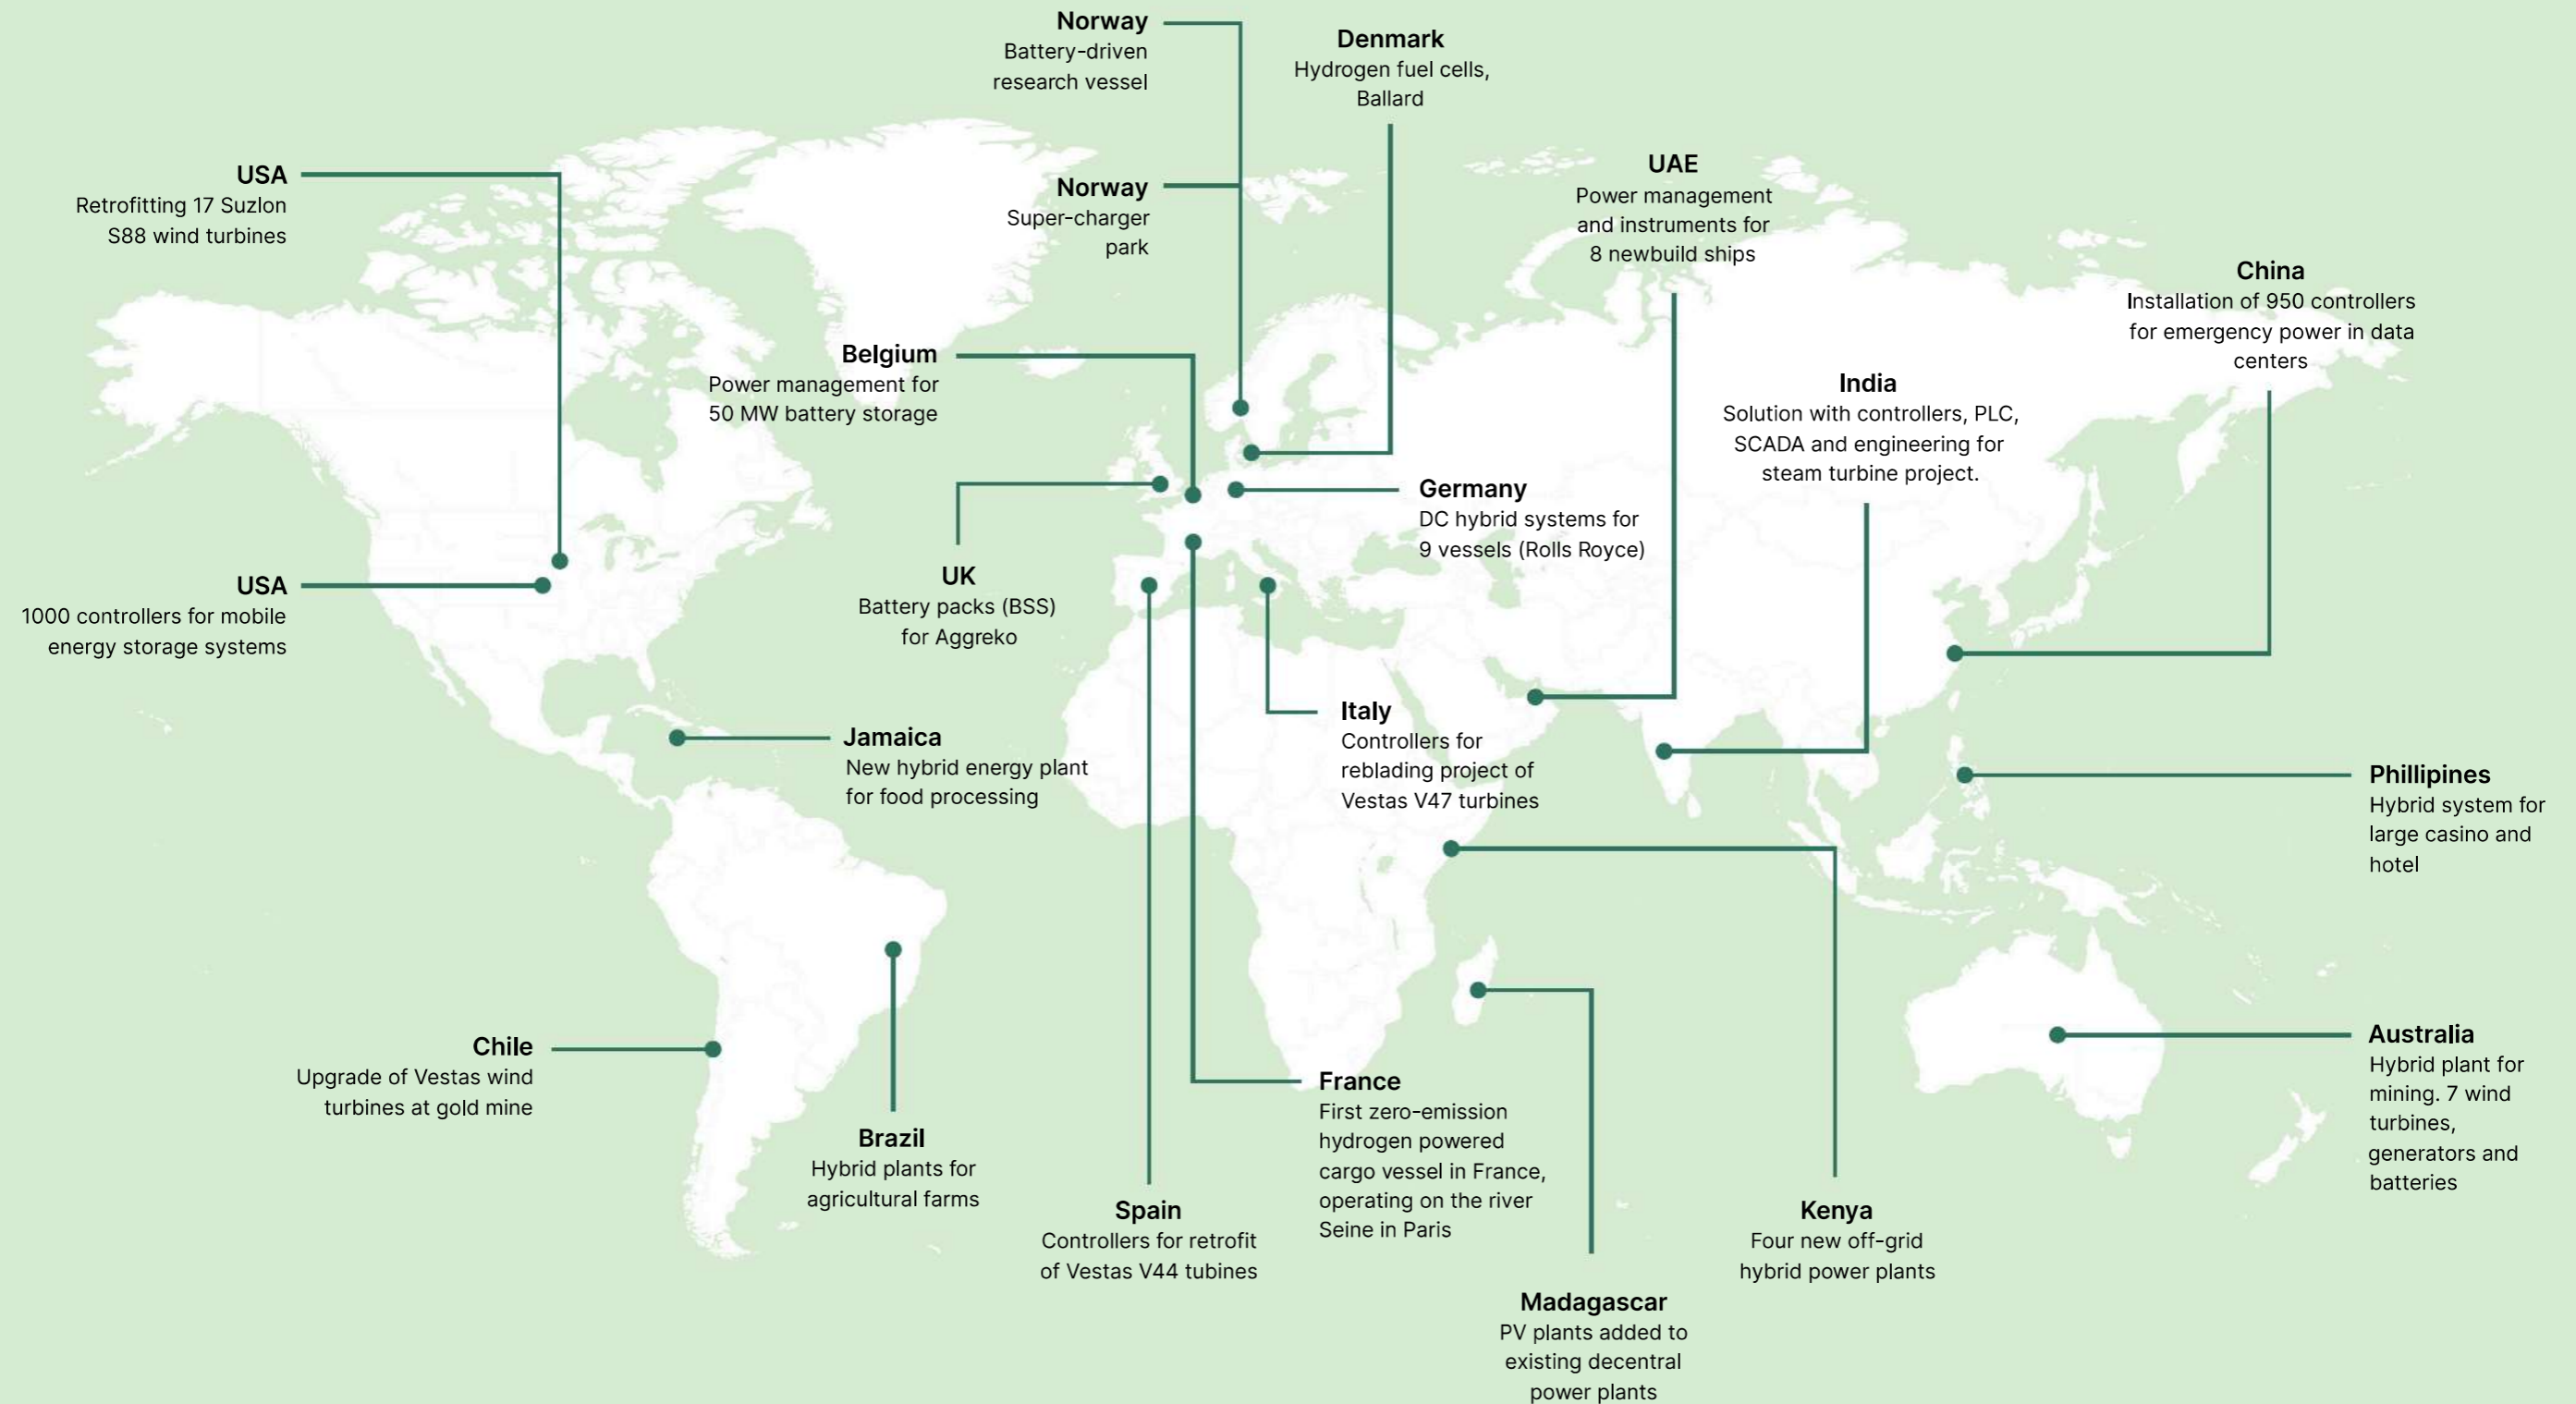 Norway
Battery-driven
research vessel
Denmark
Hydrogen fuel cells,
Ballard
USA
Retrofitting 17 Suzlon
S88 wind turbines
Norway
Super-charger
park
UAE
Power management
and instruments for
8 newbuild ships
China
Installation of 950 controllers
for emergency power in data
centers
Belgium
Power management for
50 MW battery storage
India
Solution with controllers, PLC,
SCADA and engineering for
steam turbine project.
Germany
DC hybrid systems for
9 vessels (Rolls Royce)
UK
Battery packs (BSS)
for Aggreko
USA
1000 controllers for mobile
energy storage systems
Jamaica
New hybrid energy plant
for food processing
Italy
Controllers for
reblading project of
Vestas V47 turbines
Phillipines
Hybrid system for
large casino and
hotel
Chile
Upgrade of Vestas wind
turbines at gold mine
Brazil
Hybrid plants for
agricultural farms
France
First zero-emission
hydrogen powered
cargo vessel in France,
operating on the river
Seine in Paris
Australia
Hybrid plant for
mining. 7 wind
turbines,
generators and
batteries
Spain
Controllers for retrofit
of Vestas V44 tubines
Kenya
Four new off-grid
hybrid power plants
Madagascar
PV plants added to
existing decentral
power plants